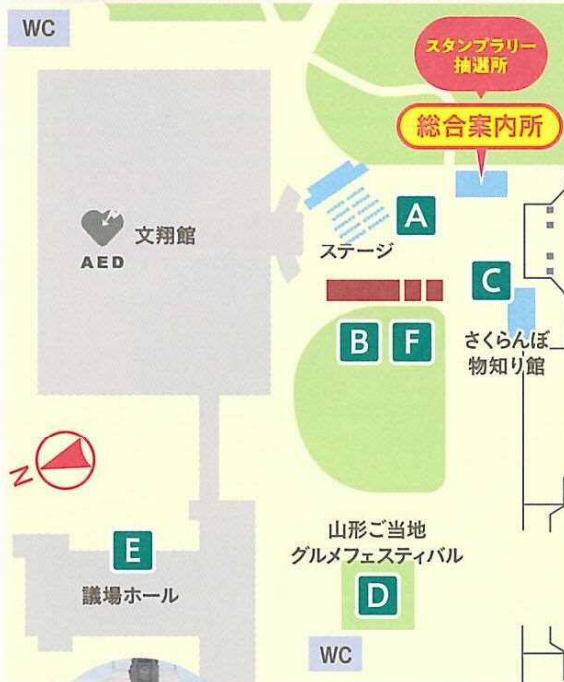 WC
スタンプラリー
抽選所
総合案内所
A
ステージ
文翔館
AED
C
さくらんぼ
物知り館
B F
N
山形ご当地
グルメフェスティバル
D
E
議場ホール
WC